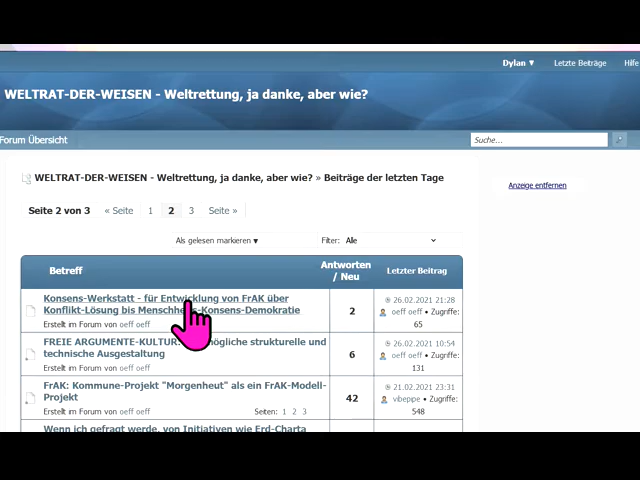 Dylan ▼ Letzte Beträge Hilfe
WELTRAT-DER-WEISEN - Weltrettung, ja danke, aber wie?
Forum Übersicht
Suche...
WELTRAT-DER-WEISEN - Weltrettung, ja danke, aber wie? » Beiträge der letzten Tage
Anzeige entfernen
Seite 2 von 3 « Seite 1 2 3 Seite »
Als gelesen markieren ▼ Filter: Alle
Betreff Antworten / Neu Letzter Beitrag
Konsens-Werkstatt - für Entwicklung von FrAK über
Konflikt-Lösung bis
Konsens-Demokratie
Erstellt im Forum von oeff oeff
2
26.02.2021 21:28
oeff oeff • Zugriffe:
65
FREIE ARGUMENTE-KULTUR: mögliche strukturelle und
technische Ausgestaltung
Erstellt im Forum von oeff oeff
6
26.02.2021 10:54
oeff oeff • Zugriffe:
131
FrAK: Kommune-Projekt "Morgenheut" als ein FrAK-Modell-
Projekt
Erstellt im Forum von oeff oeff Seiten: 1 2 3
42
21.02.2021 23:31
vibeppe • Zugriffe:
548
Wenn ich gefragt werde, von Initiativen wie Erd-Charta